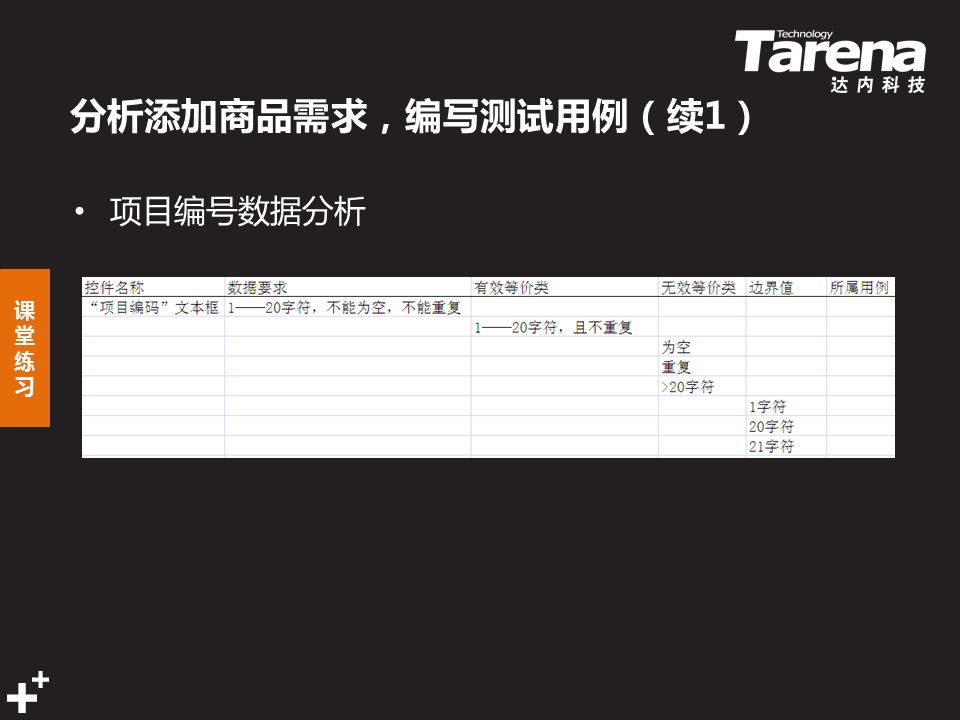 Technology
Tarena
达内科技
分析添加商品需求，编写测试用例（续1）
• 项目编号数据分析
课堂练习
控件名称 数据要求 有效等价类 无效等价类 边界值 所属用例
“项目编码”文本框 1——20字符，不能为空，不能重复
1——20字符，且不重复
为空
重复
>20字符
1字符
20字符
21字符